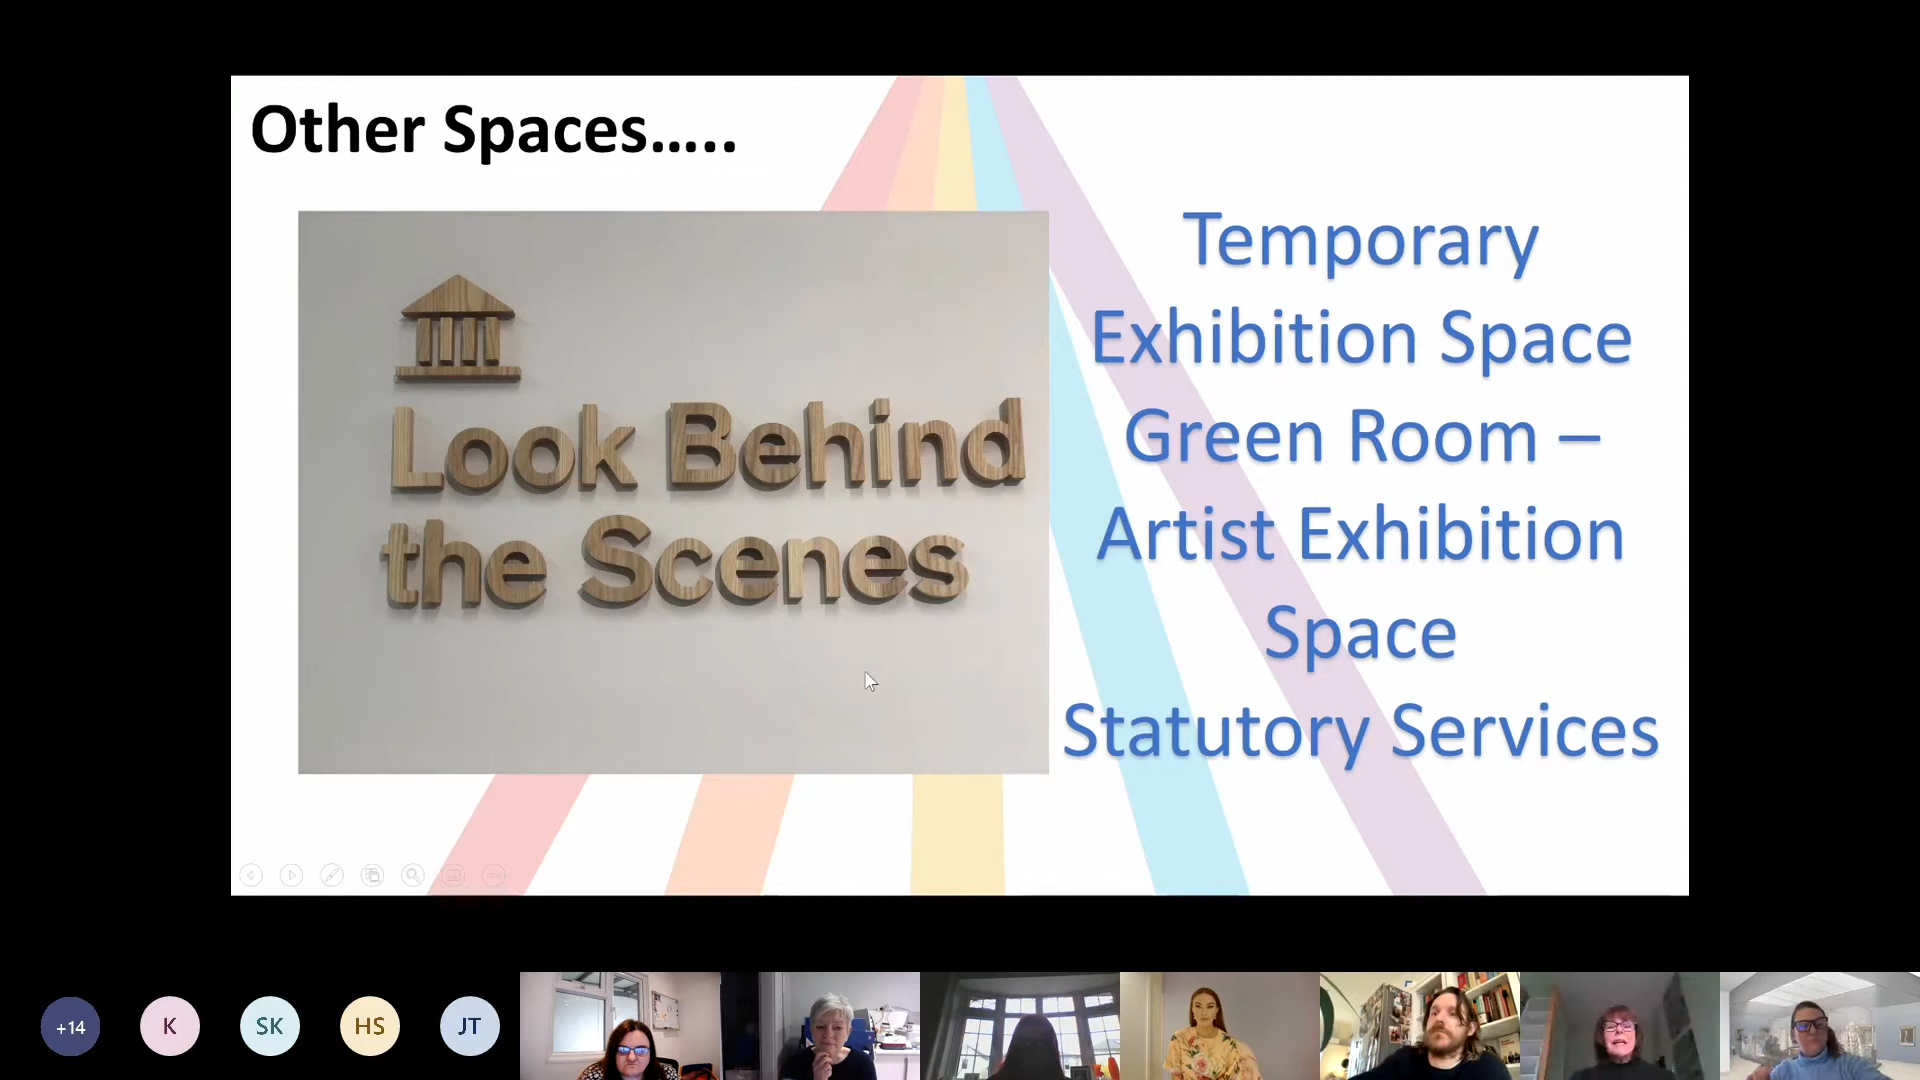 Other Spaces…..
Look Behind
the Scenes
Temporary
Exhibition Space
Green Room –
Artist Exhibition
Space
Statutory Services
+14
K
SK
HS
JT